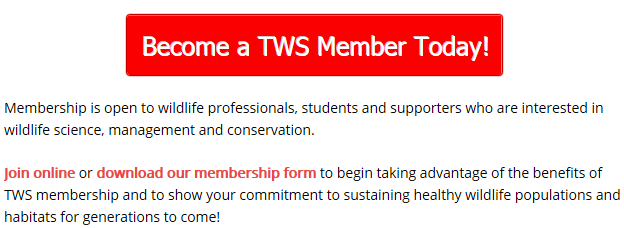 Become a TWS Member Today!
Membership is open to wildlife professionals, students and supporters who are interested in
wildlife science, management and conservation.
Join online or download our membership form to begin taking advantage of the benefits of
TWS membership and to show your commitment to sustaining healthy wildlife populations and
habitats for generations to come!